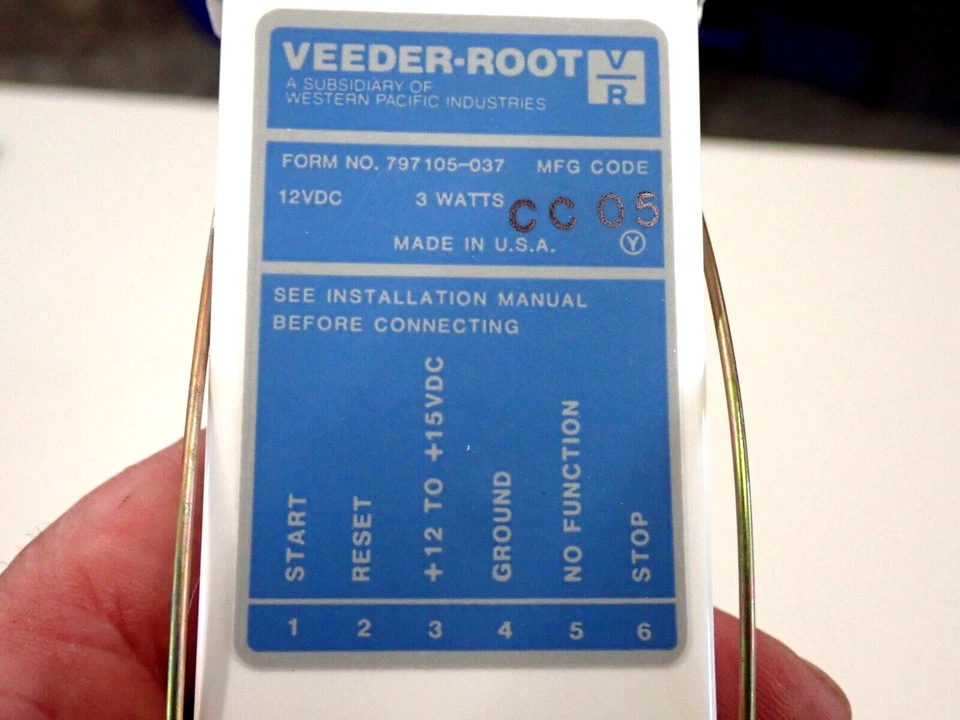 VEEDER-ROOT V R
A SUBSIDIARY OF
WESTERN PACIFIC INDUSTRIES
FORM NO. 797105-037 MFG CODE
12VDC 3 WATTS CC 05
MADE IN U.S.A. Y
SEE INSTALLATION MANUAL
BEFORE CONNECTING
START
RESET
+12 TO +15VDC
GROUND
NO FUNCTION
STOP
1 2 3 4 5 6